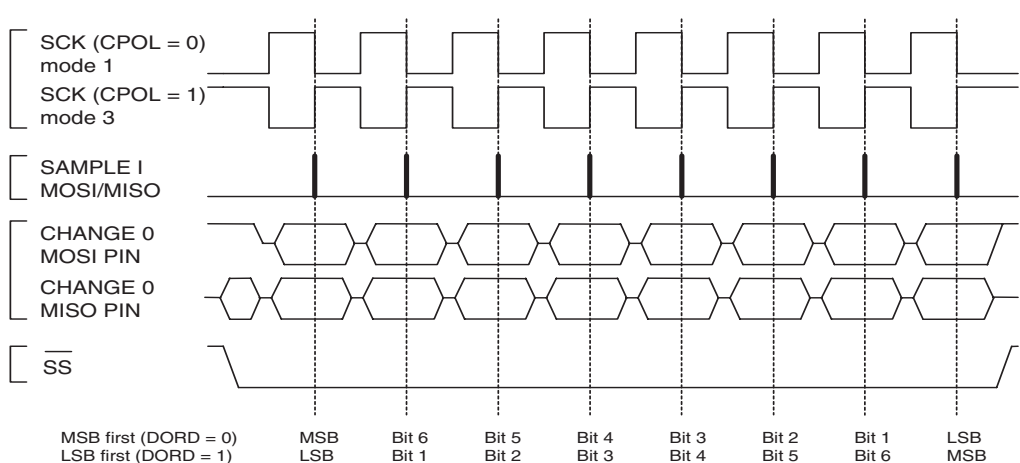 SCK (CPOL = 0)
mode 1
SCK (CPOL = 1)
mode 3
SAMPLE I
MOSI/MISO
CHANGE 0
MOSI PIN
CHANGE 0
MISO PIN
SS
MSB first (DORD = 0) MSB Bit 6 Bit 5 Bit 4 Bit 3 Bit 2 Bit 1 LSB
LSB first (DORD = 1) LSB Bit 1 Bit 2 Bit 3 Bit 4 Bit 5 Bit 6 MSB